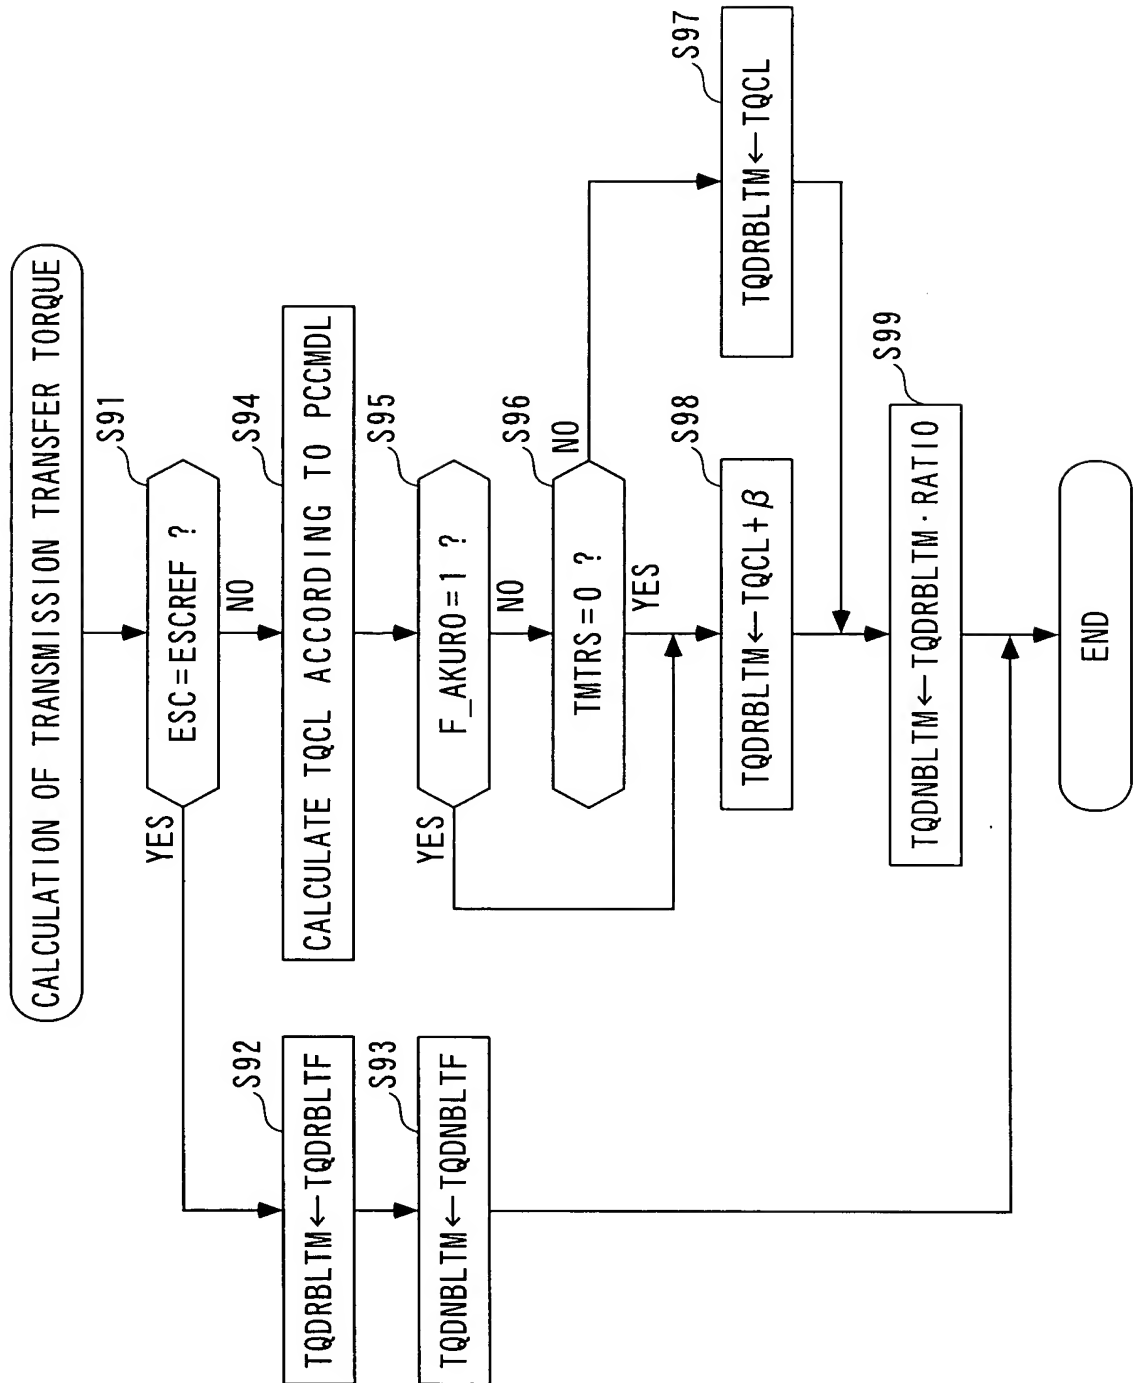 CALCULATION OF TRANSMISSION TRANSFER TORQUE
S91
ESC=ESCREF ?
YES
NO
S92
TQDRBLTM←TQDRBLTF
S93
TQDNBLTM←TQDNBLTF
S94
CALCULATE TQCL ACCORDING TO PCCMDL
S95
F_AKURO=1 ?
YES
NO
S96
TMTRS=0 ?
NO
YES
S97
TQDRBLTM←TQCL
S98
TQDRBLTM←TQCL+β
S99
TQDNBLTM←TQDRBLTM·RATIO
END